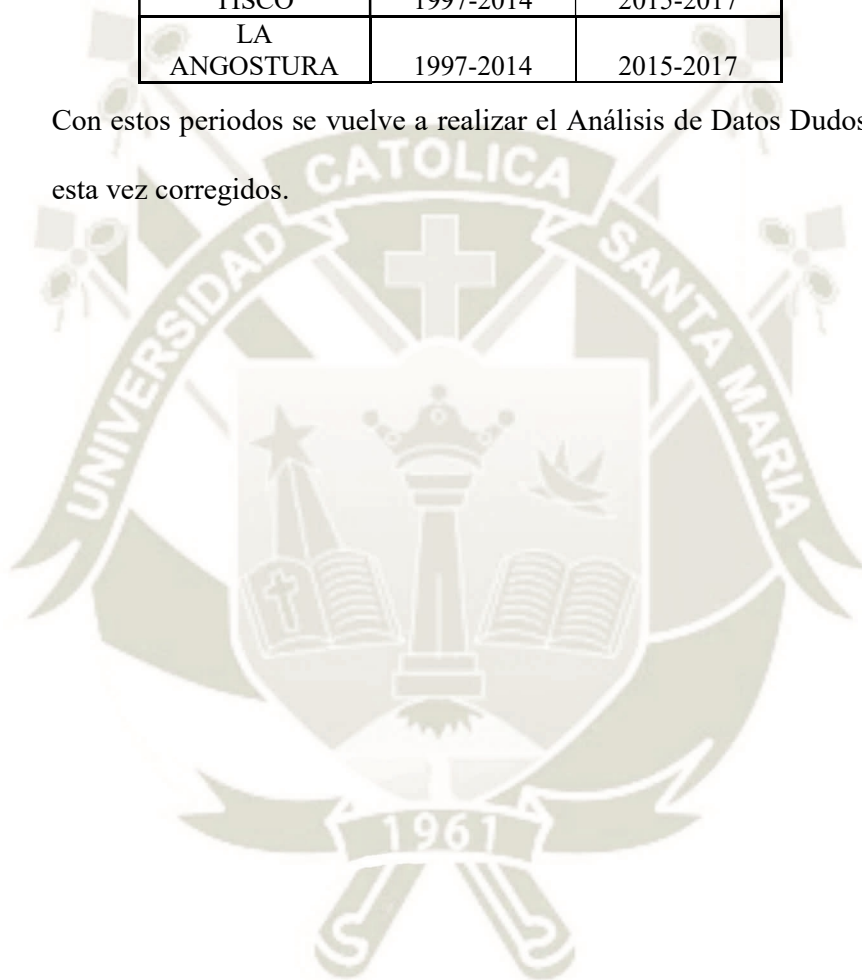 TISCO 1997-2014 2015-2017
LA
ANGOSTURA 1997-2014 2015-2017
Con estos periodos se vuelve a realizar el Análisis de Datos Dudos
esta vez corregidos.
UNIVERSIDAD CATOLICA SANTA MARIA
1961